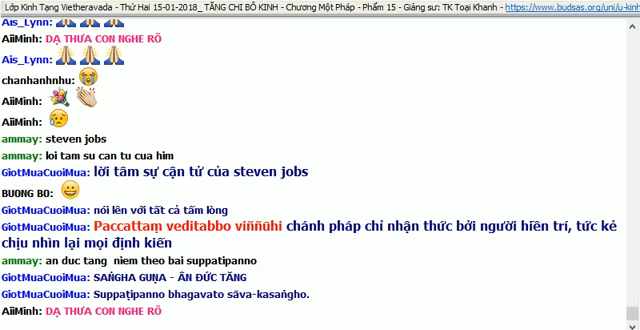 Lớp Kinh Tạng Vietheravada - Thứ Hai 15-01-2018_ TĂNG CHI BỘ KINH - Chương Một Pháp - Phẩm 15 - Giảng sư: TK Toại Khanh - https://www.budsas.org/uni/u-kinh
Ais_Lynn:
AiiMinh: DẠ THƯA CON NGHE RÕ
Ais_Lynn:
chanhanhnhu:
AiiMinh:
AiiMinh:
ammay: steven jobs
ammay: loi tam su can tu cua him
GiotMuaCuoiMua: lời tâm sự cận tử của steven jobs
BUONG BO:
GiotMuaCuoiMua: nói lên với tất cả tấm lòng
GiotMuaCuoiMua: Paccattaṃ veditabbo viññūhi chánh pháp chỉ nhận thức bởi người hiền trí, tức kẻ
chịu nhìn lại mọi định kiến
ammay: an duc tang niem theo bai suppatipanno
GiotMuaCuoiMua: SAṄGHA GUṆA - ÂN ĐỨC TĂNG
GiotMuaCuoiMua: Suppaṭipanno bhagavato sāva-kasaṅgho.
AiiMinh: DẠ THƯA CON NGHE RÕ